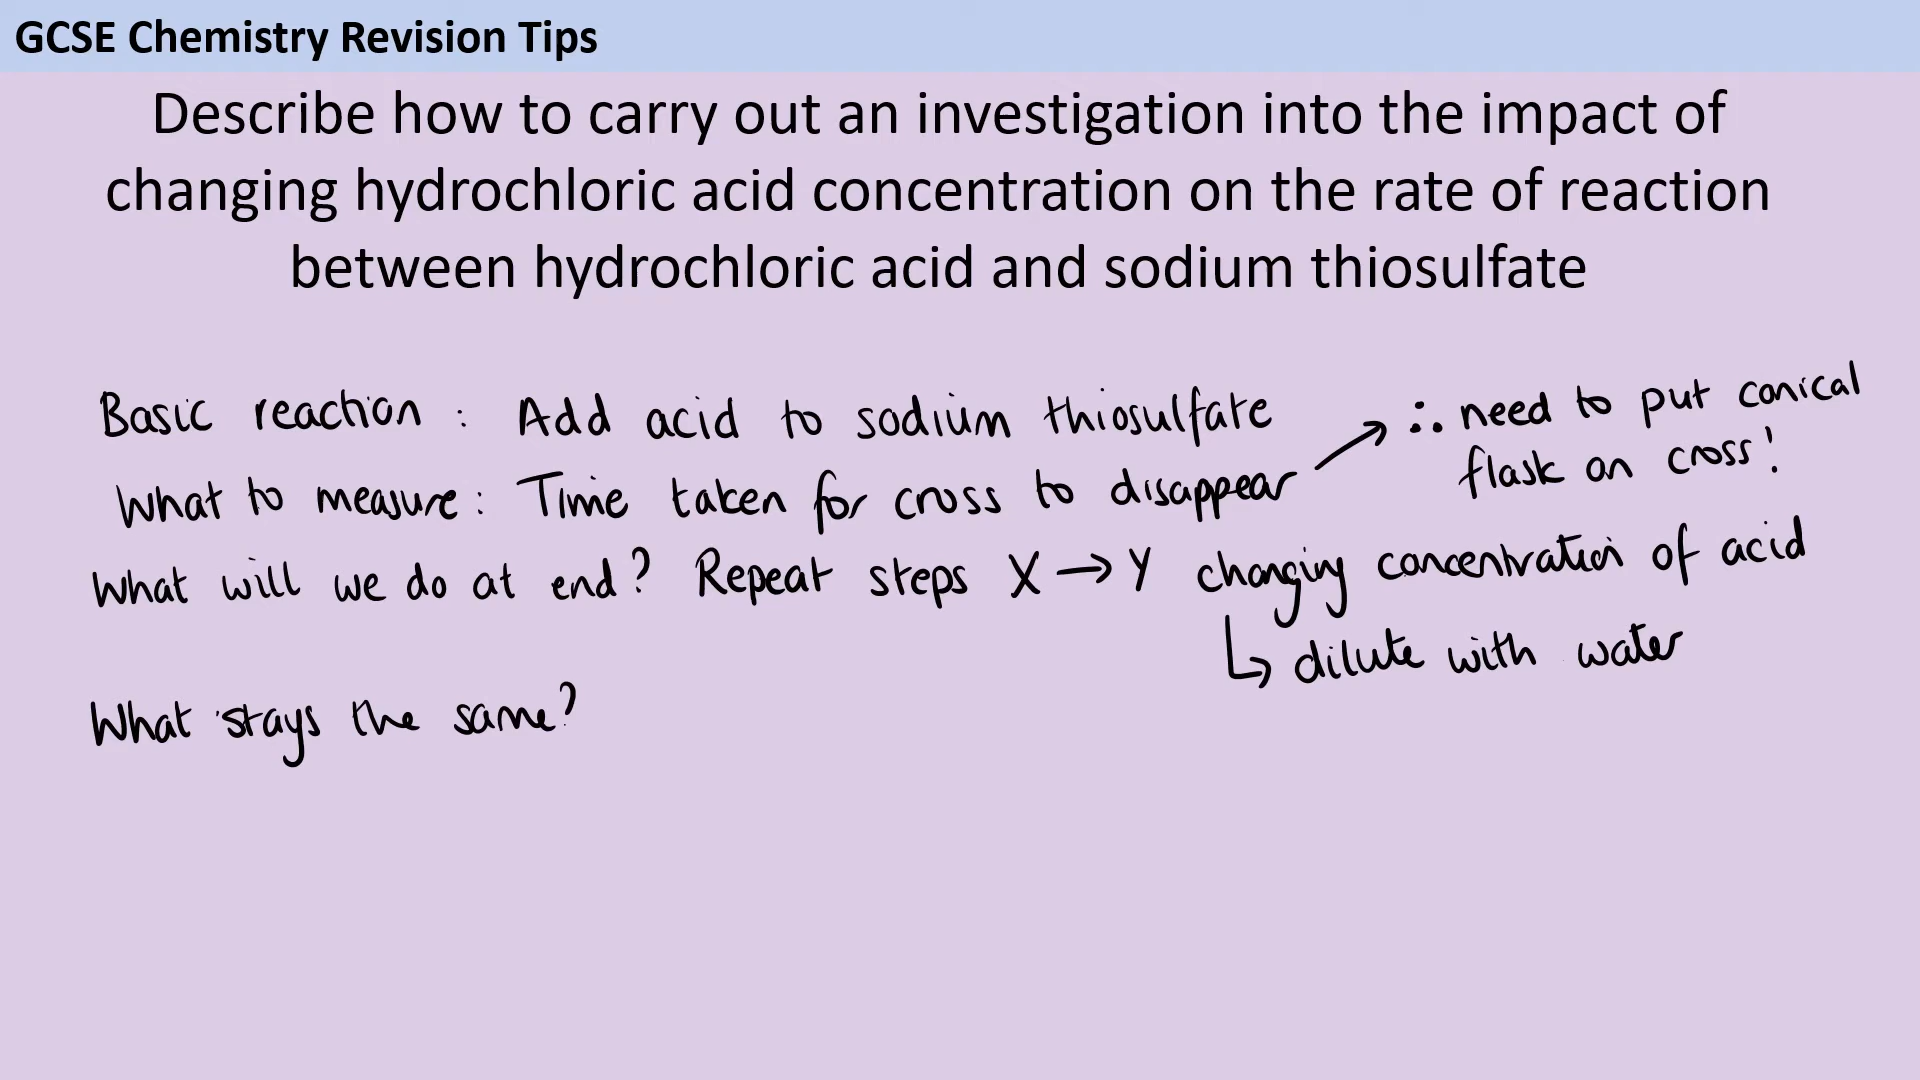 GCSE Chemistry Revision Tips
Describe how to carry out an investigation into the impact of
changing hydrochloric acid concentration on the rate of reaction
between hydrochloric acid and sodium thiosulfate
Basic reaction : Add acid to sodium thiosulfate
∴ need to put conical
flask on cross!
What to measure: Time taken for cross to disappear
What will we do at end? Repeat steps X → Y changing concentration of acid
↳ dilute with water
What stays the same?